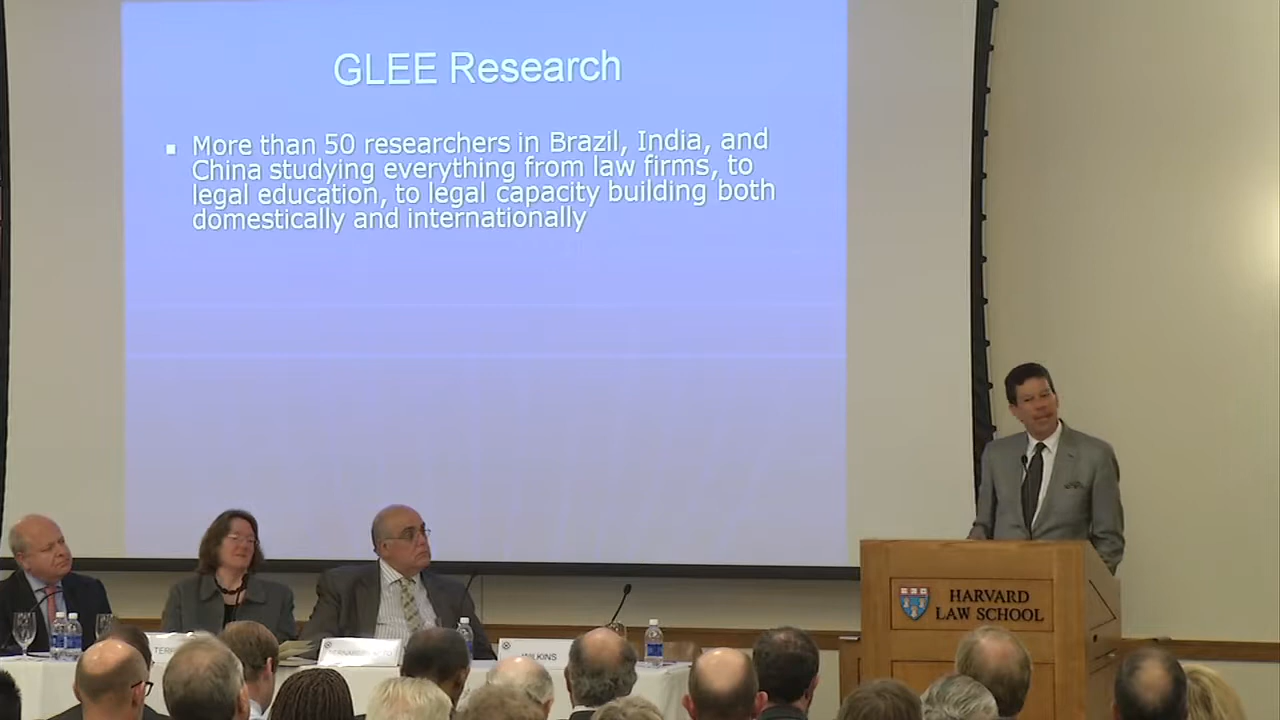 GLEE Research
More than 50 researchers in Brazil, India, and
China studying everything from law firms, to
legal education, to legal capacity building both
domestically and internationally
HARVARD
LAW SCHOOL
WILKINS